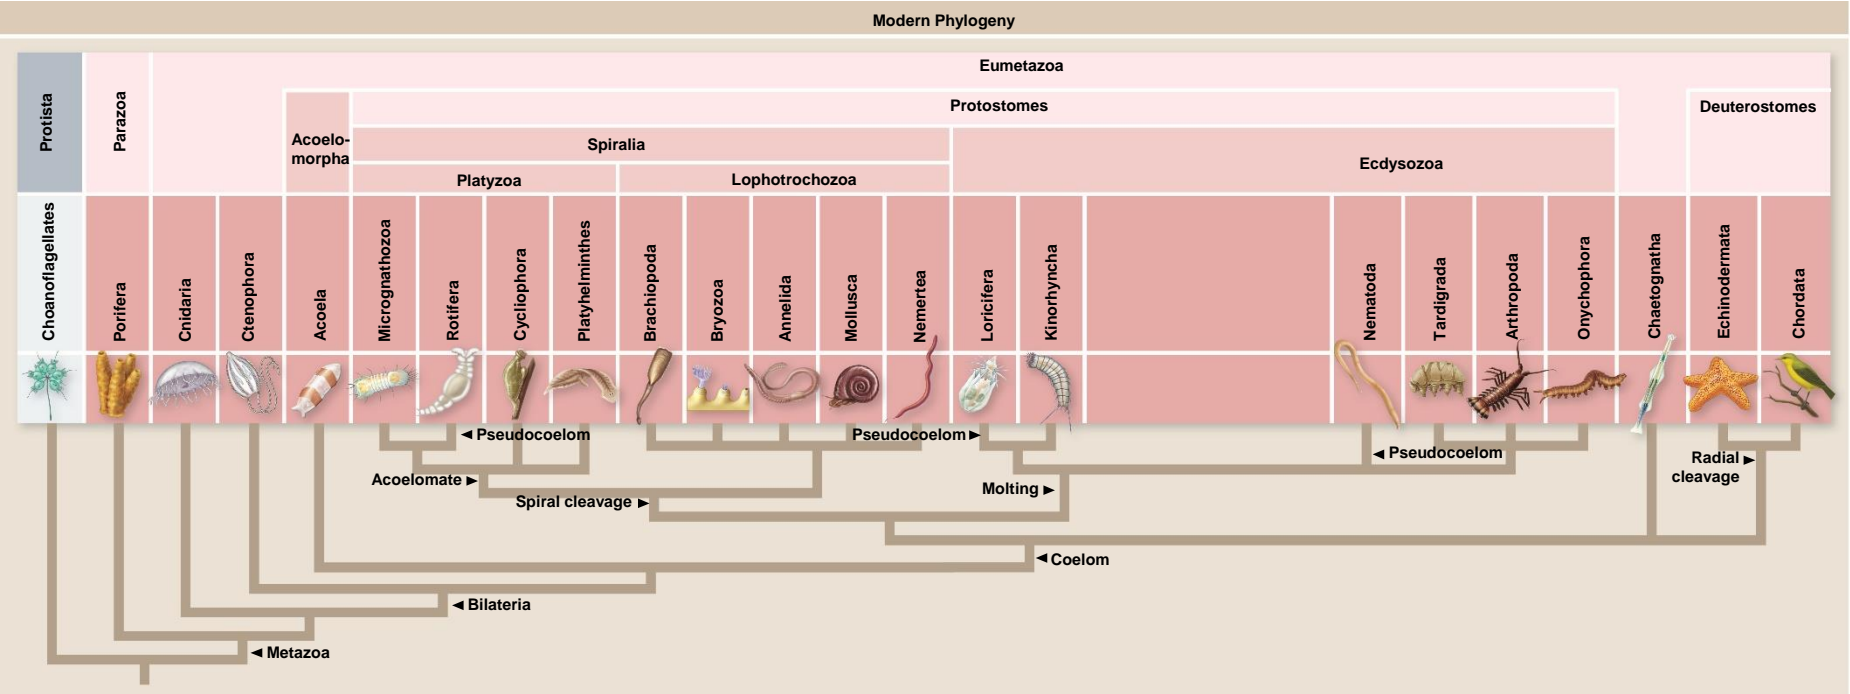 Modern Phylogeny
Eumetazoa
Protista
Parazoa
Protostomes
Deuterostomes
Acoelo-
morpha
Spiralia
Ecdysozoa
Platyzoa
Lophotrochozoa
Choanoflagellates
Porifera
Cnidaria
Ctenophora
Acoela
Micrognathozoa
Rotifera
Cycliophora
Platyhelminthes
Brachiopoda
Bryozoa
Annelida
Mollusca
Nemertea
Loricifera
Kinorhyncha
Nematoda
Tardigrada
Arthropoda
Onychophora
Chaetognatha
Echinodermata
Chordata
◄ Pseudocoelom
Pseudocoelom ►
◄ Pseudocoelom
Radial ►
cleavage
Acoelomate ►
Molting ►
Spiral cleavage ►
◄ Coelom
◄ Bilateria
◄ Metazoa